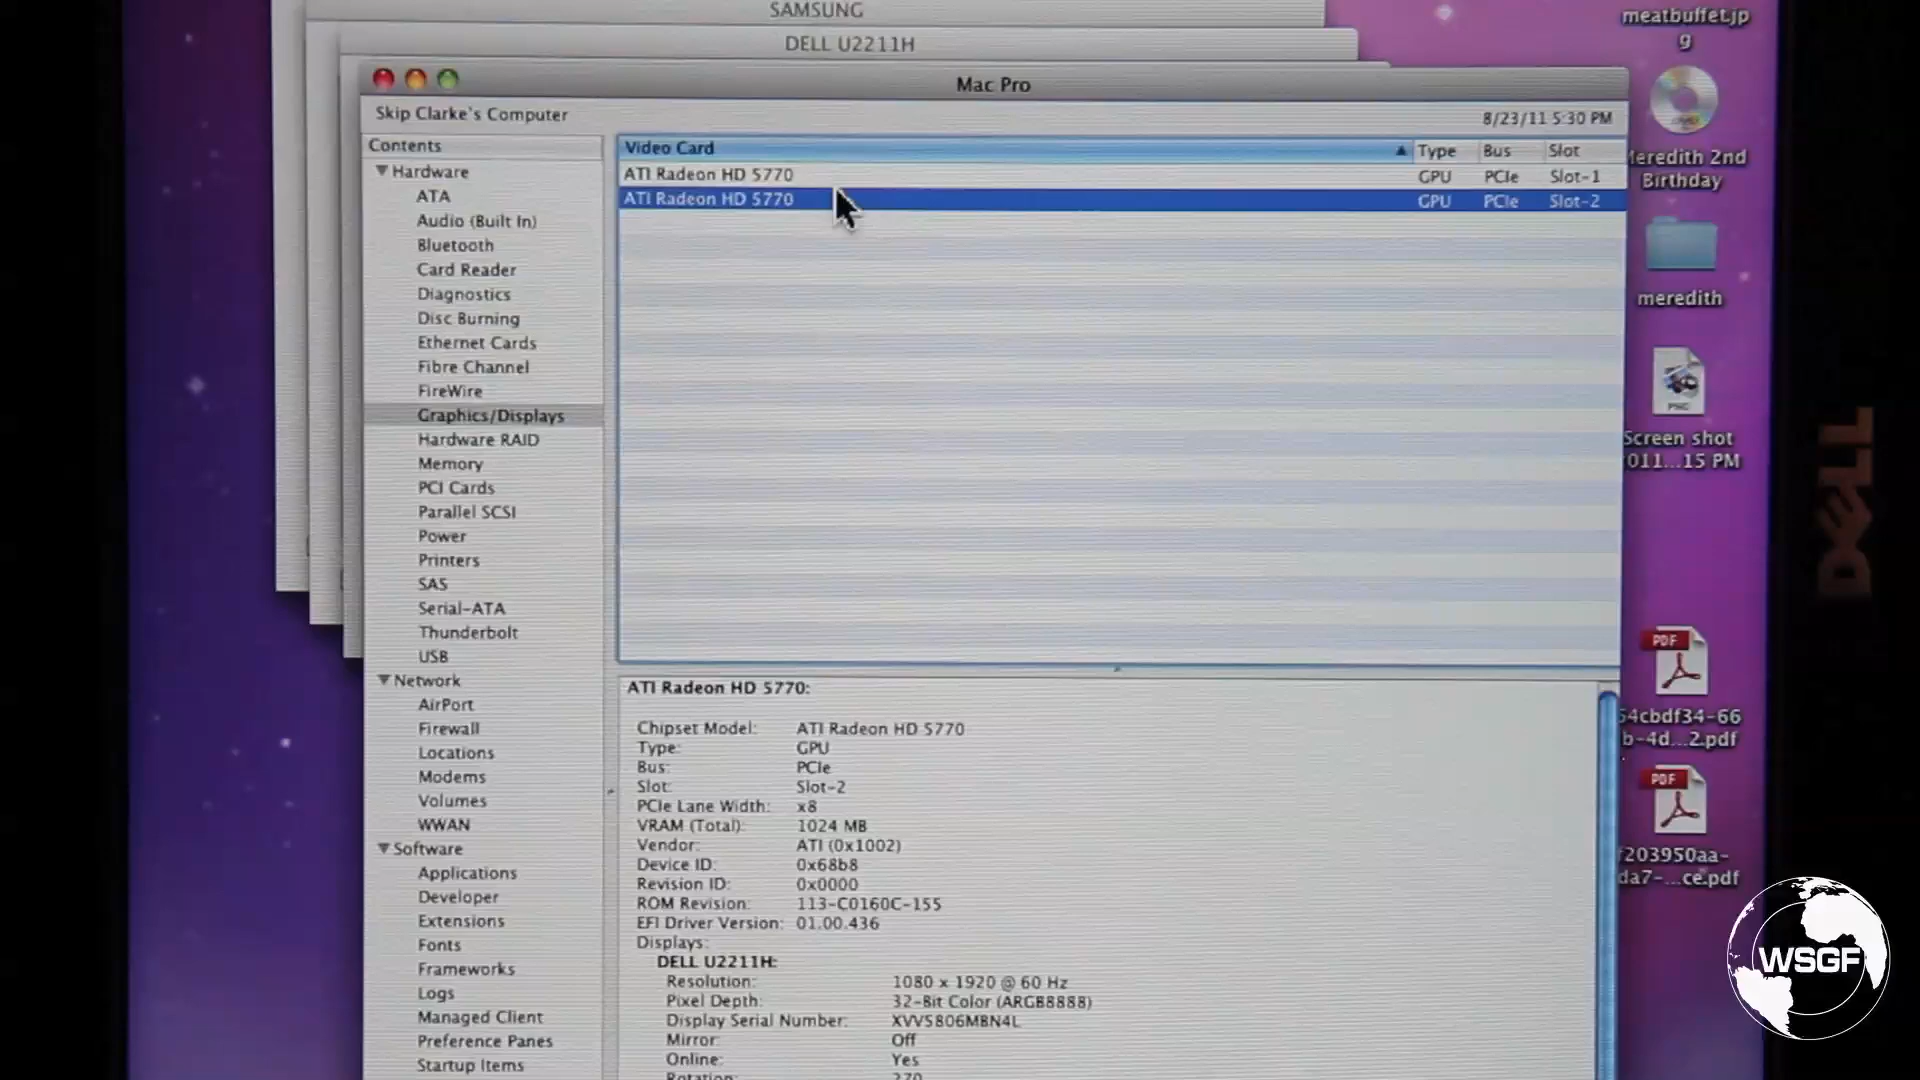 SAMSUNG
DELL U2211H
Mac Pro
Skip Clarke's Computer
8/23/11 5:30 PM
Contents
Hardware
ATA
Audio (Built In)
Bluetooth
Card Reader
Diagnostics
Disc Burning
Ethernet Cards
Fibre Channel
FireWire
Graphics/Displays
Hardware RAID
Memory
PCI Cards
Parallel SCSI
Power
Printers
SAS
Serial-ATA
Thunderbolt
USB
Network
AirPort
Firewall
Locations
Modems
Volumes
WWAN
Software
Applications
Developer
Extensions
Fonts
Frameworks
Logs
Managed Client
Preference Panes
Startup Items
Video Card Type Bus Slot
ATI Radeon HD 5770 GPU PCIe Slot-1
ATI Radeon HD 5770 GPU PCIe Slot-2
ATI Radeon HD 5770:
Chipset Model: ATI Radeon HD 5770
Type: GPU
Bus: PCIe
Slot: Slot-2
PCIe Lane Width: x8
VRAM (Total): 1024 MB
Vendor: ATI (0x1002)
Device ID: 0x68b8
Revision ID: 0x0000
ROM Revision: 113-C0160C-155
EFI Driver Version: 01.00.436
Displays:
DELL U2211H:
Resolution: 1080 x 1920 @ 60 Hz
Pixel Depth: 32-Bit Color (ARGB8888)
Display Serial Number: XVV5806MBN4L
Mirror: Off
Online: Yes
Rotation: 270
meatbuffet.jp
g
DVD
Meredith 2nd
Birthday
meredith
PNG
Screen shot
011...15 PM
PDF
54cbdf34-66
b-4d...2.pdf
PDF
f203950aa-
da7-...ce.pdf
DELL
WSGF